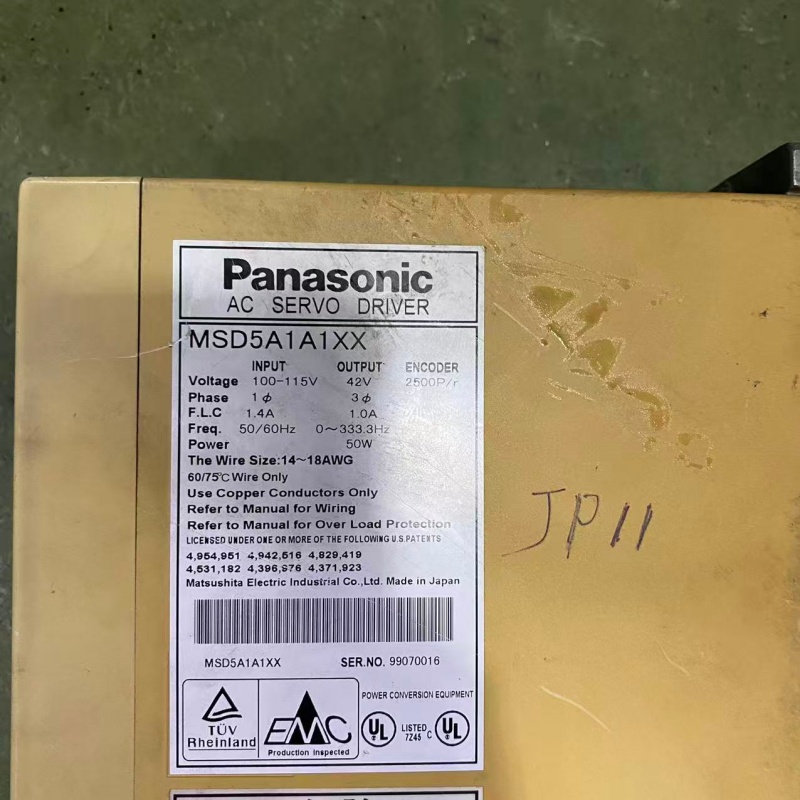 Panasonic
AC SERVO DRIVER
MSD5A1A1XX
INPUT OUTPUT ENCODER
Voltage 100-115V 42V 2500P/r
Phase 1ϕ 3ϕ
F.L.C 1.4A 1.0A
Freq. 50/60Hz 0~333.3Hz
Power 50W
The Wire Size:14~18AWG
60/75℃ Wire Only
Use Copper Conductors Only
Refer to Manual for Wiring
Refer to Manual for Over Load Protection
LICENSED UNDER ONE OR MORE OF THE FOLLOWING U.S.PATENTS
4,954,951 4,942,516 4,829,419
4,531,182 4,396,676 4,371,923
Matsushita Electric Industrial Co.,Ltd. Made in Japan
MSD5A1A1XX SER.NO. 99070016
TÜV
Rheinland
EMC
Production Inspected
POWER CONVERSION EQUIPMENT
UL LISTED 7Z45 C UL
JP11